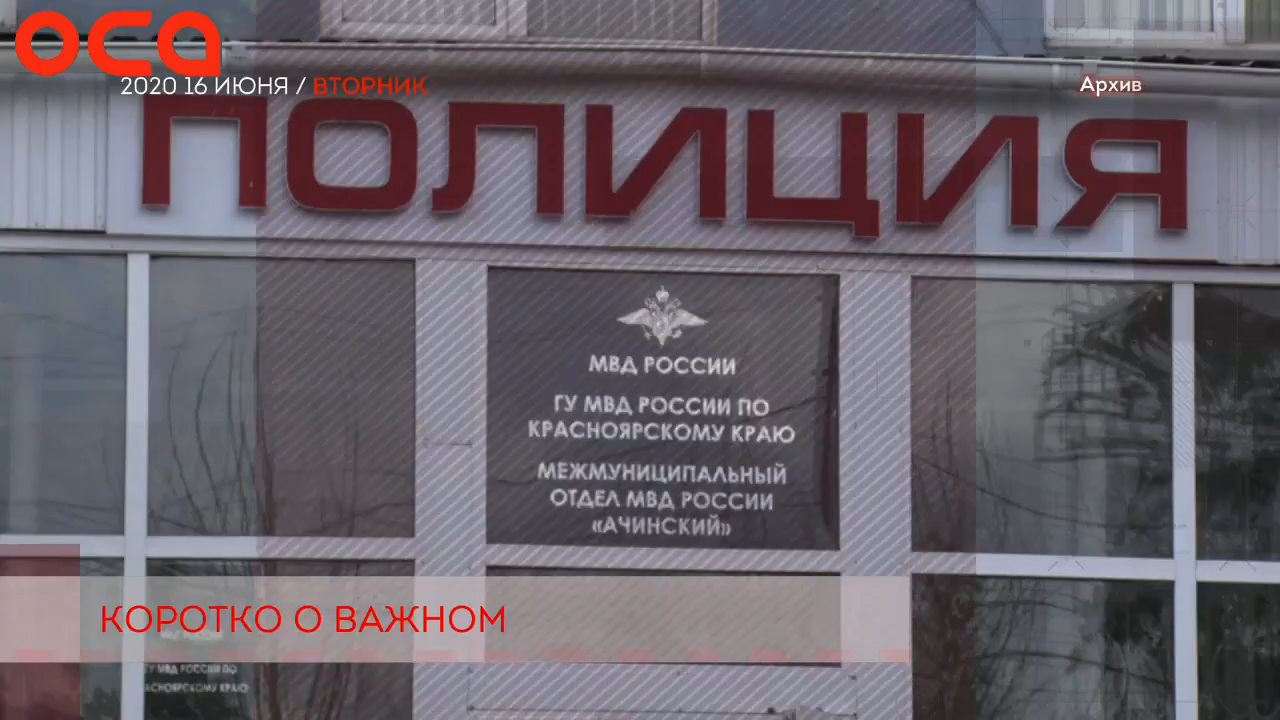 оса
2020 16 ИЮНЯ / ВТОРНИК
Архив
ПОЛИЦИЯ
МВД РОССИИ
ГУ МВД РОССИИ ПО
КРАСНОЯРСКОМУ КРАЮ
МЕЖМУНИЦИПАЛЬНЫЙ
ОТДЕЛ МВД РОССИИ
«АЧИНСКИЙ»
КОРОТКО О ВАЖНОМ
ГУ МВД РОССИИ ПО
КРАСНОЯРСКОМУ КРАЮ